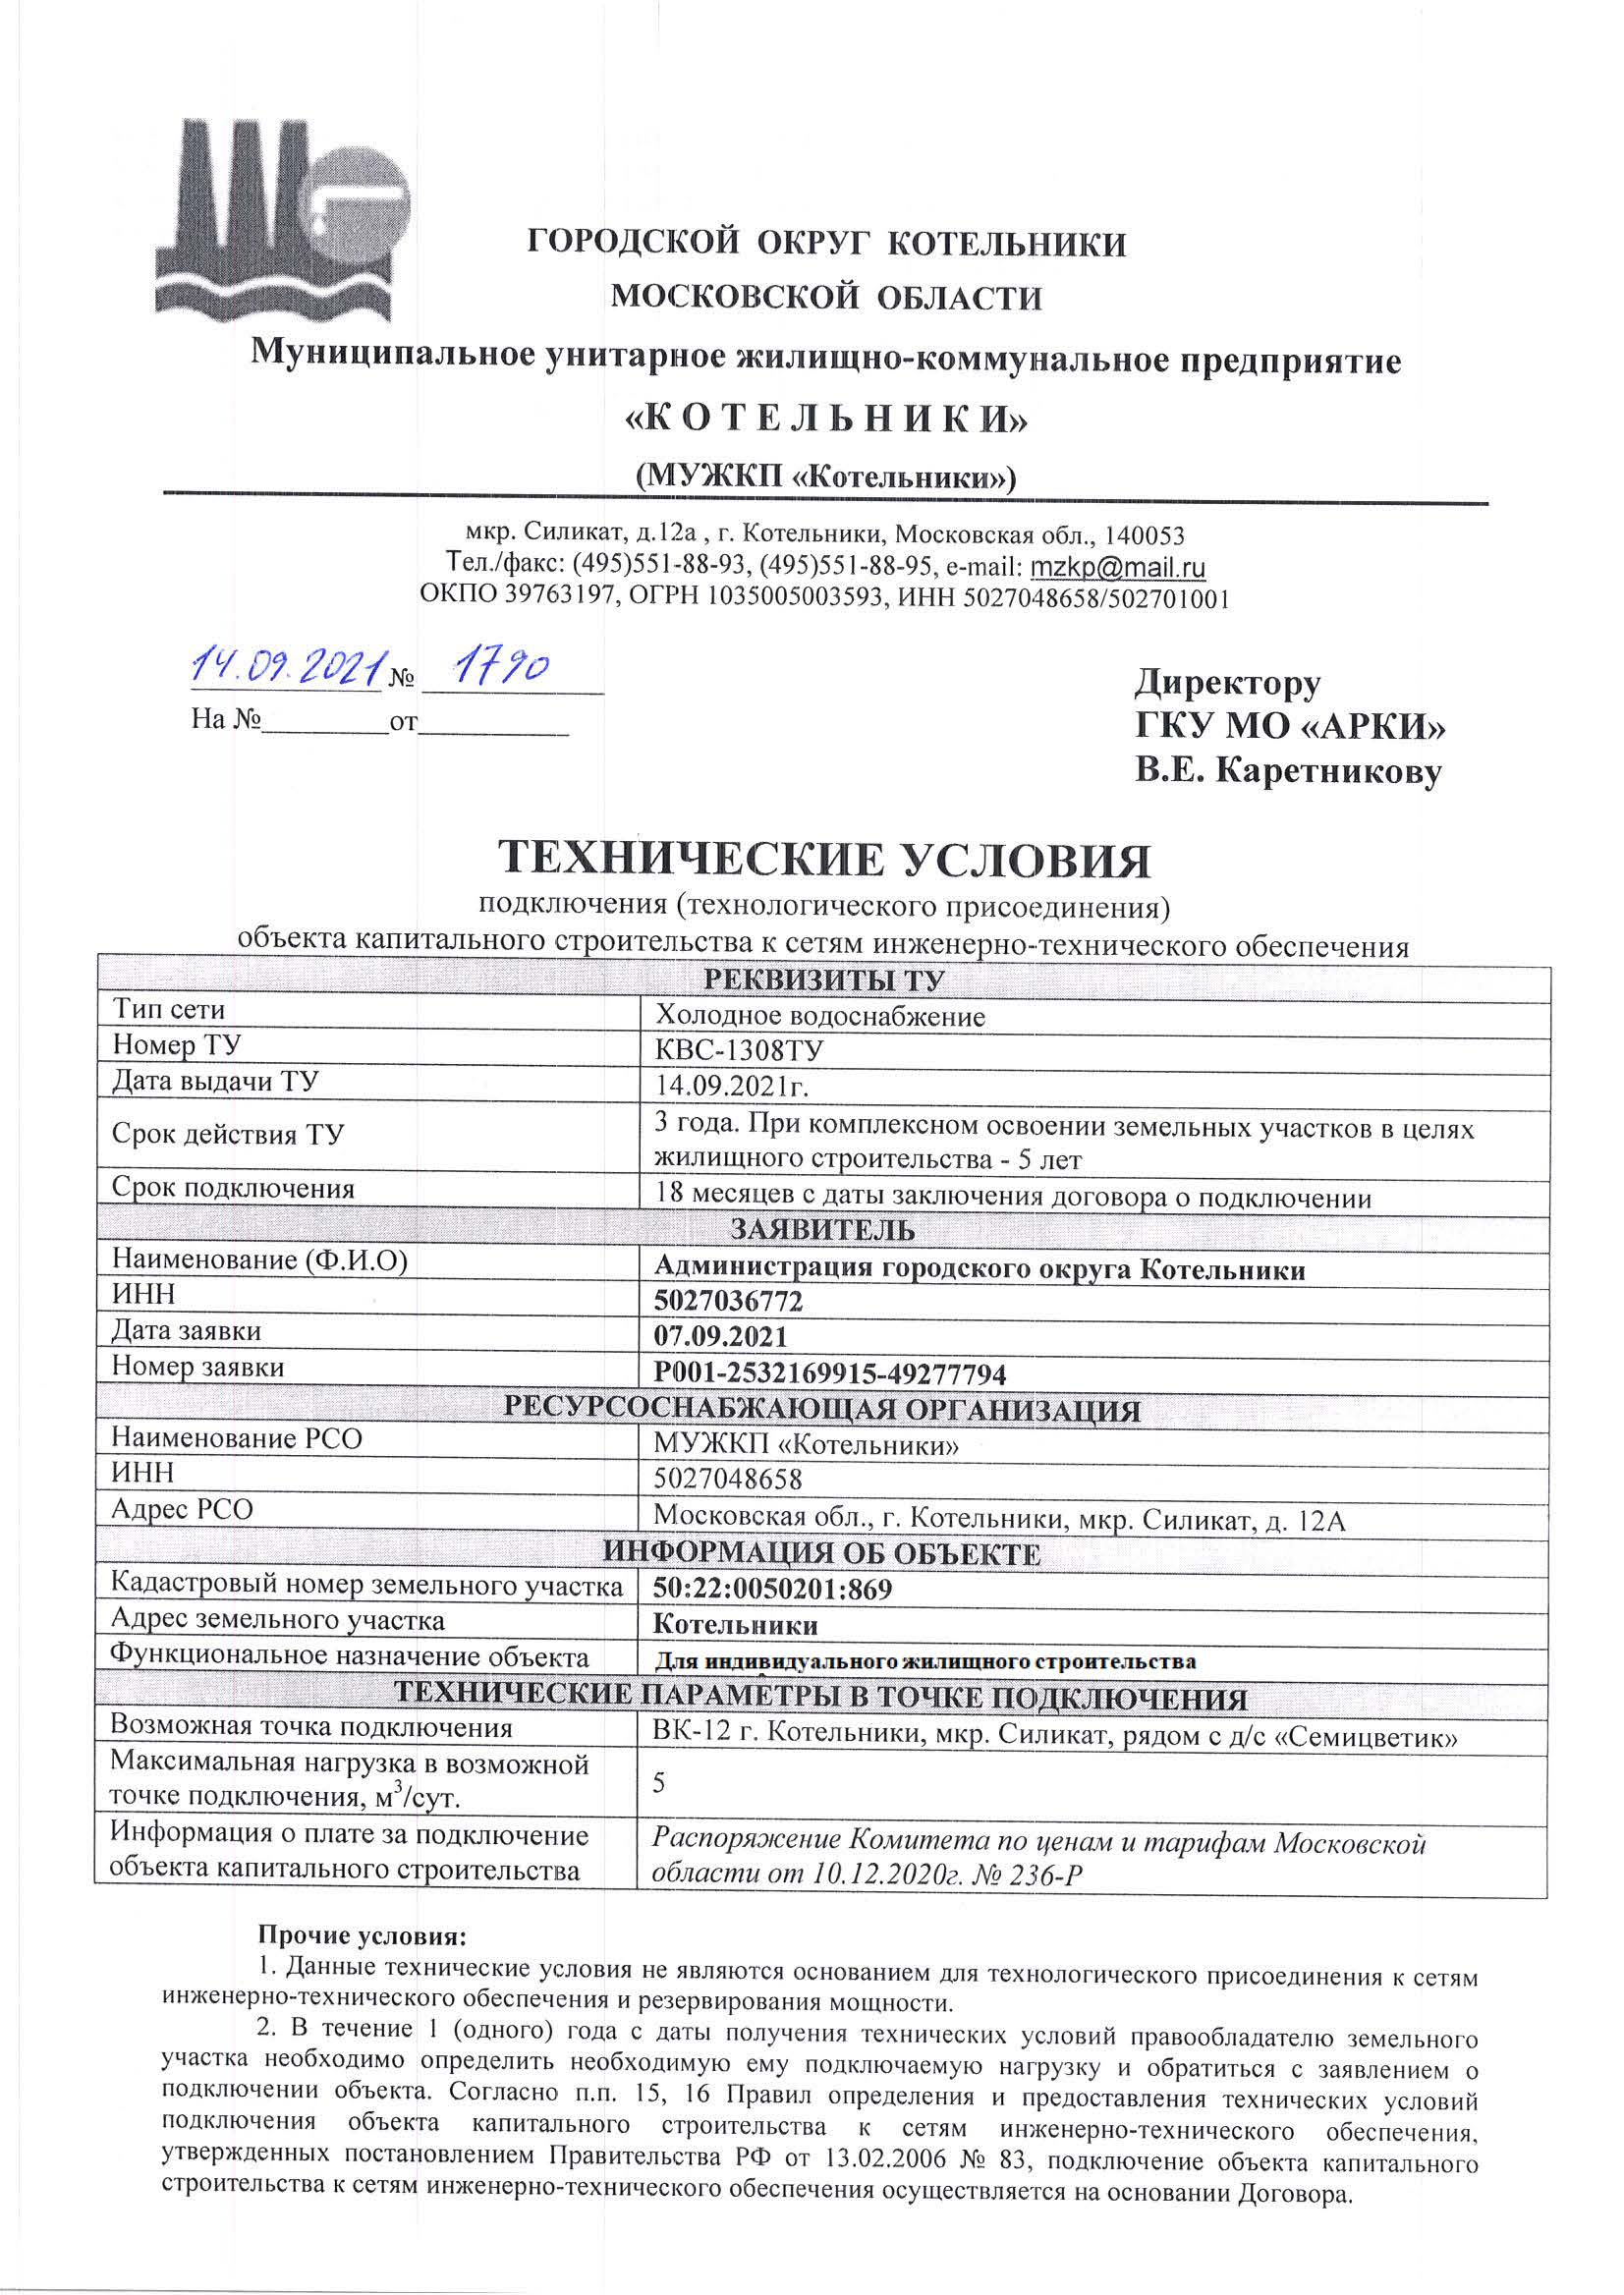 ГОРОДСКОЙ ОКРУГ КОТЕЛЬНИКИ
МОСКОВСКОЙ ОБЛАСТИ
Муниципальное унитарное жилищно-коммунальное предприятие
«К О Т Е Л Ь Н И К И»
(МУЖКП «Котельники»)
мкр. Силикат, д.12а , г. Котельники, Московская обл., 140053
Тел./факс: (495)551-88-93, (495)551-88-95, e-mail: mzkp@mail.ru
ОКПО 39763197, ОГРН 1035005003593, ИНН 5027048658/502701001
14.09.2021 № 1790
На №_________от___________
Директору
ГКУ МО «АРКИ»
В.Е. Каретникову
ТЕХНИЧЕСКИЕ УСЛОВИЯ
подключения (технологического присоединения)
объекта капитального строительства к сетям инженерно-технического обеспечения
РЕКВИЗИТЫ ТУ
Тип сети Холодное водоснабжение
Номер ТУ КВС-1308ТУ
Дата выдачи ТУ 14.09.2021г.
Срок действия ТУ 3 года. При комплексном освоении земельных участков в целях
жилищного строительства - 5 лет
Срок подключения 18 месяцев с даты заключения договора о подключении
ЗАЯВИТЕЛЬ
Наименование (Ф.И.О) Администрация городского округа Котельники
ИНН 5027036772
Дата заявки 07.09.2021
Номер заявки P001-2532169915-49277794
РЕСУРСОСНАБЖАЮЩАЯ ОРГАНИЗАЦИЯ
Наименование РСО МУЖКП «Котельники»
ИНН 5027048658
Адрес РСО Московская обл., г. Котельники, мкр. Силикат, д. 12А
ИНФОРМАЦИЯ ОБ ОБЪЕКТЕ
Кадастровый номер земельного участка 50:22:0050201:869
Адрес земельного участка Котельники
Функциональное назначение объекта Для индивидуального жилищного строительства
ТЕХНИЧЕСКИЕ ПАРАМЕТРЫ В ТОЧКЕ ПОДКЛЮЧЕНИЯ
Возможная точка подключения ВК-12 г. Котельники, мкр. Силикат, рядом с д/с «Семицветик»
Максимальная нагрузка в возможной
точке подключения, м³/сут. 5
Информация о плате за подключение
объекта капитального строительства
Распоряжение Комитета по ценам и тарифам Московской
области от 10.12.2020г. № 236-Р
Прочие условия:
1. Данные технические условия не являются основанием для технологического присоединения к сетям
инженерно-технического обеспечения и резервирования мощности.
2. В течение 1 (одного) года с даты получения технических условий правообладателю земельного
участка необходимо определить необходимую ему подключаемую нагрузку и обратиться с заявлением о
подключении объекта. Согласно п.п. 15, 16 Правил определения и предоставления технических условий
подключения объекта капитального строительства к сетям инженерно-технического обеспечения,
утвержденных постановлением Правительства РФ от 13.02.2006 № 83, подключение объекта капитального
строительства к сетям инженерно-технического обеспечения осуществляется на основании Договора.